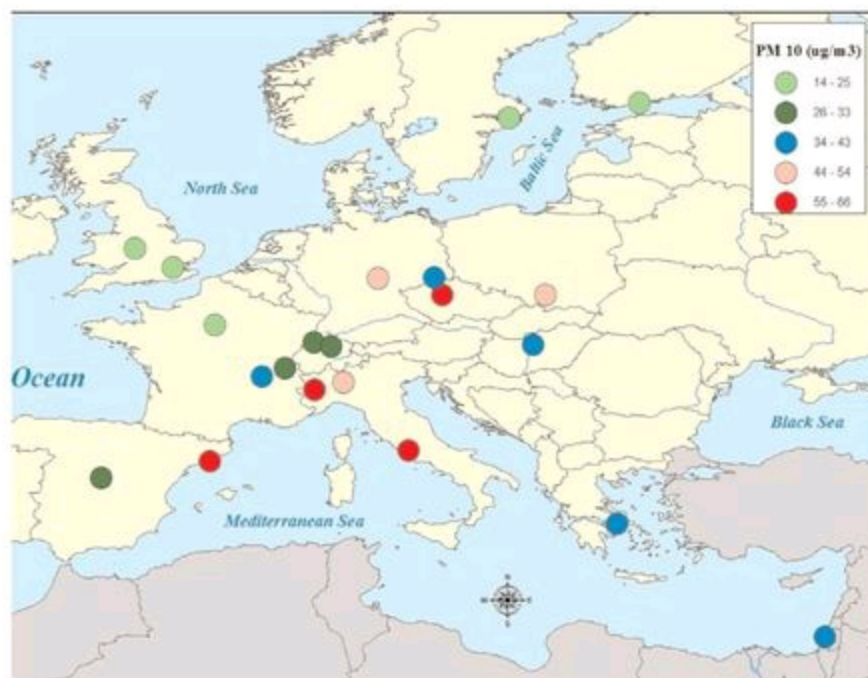 PM 10 (ug/m3)
14 - 25
26 - 33
34 - 43
44 - 54
55 - 66
North Sea
Baltic Sea
Ocean
Black Sea
Mediterranean Sea
N
S